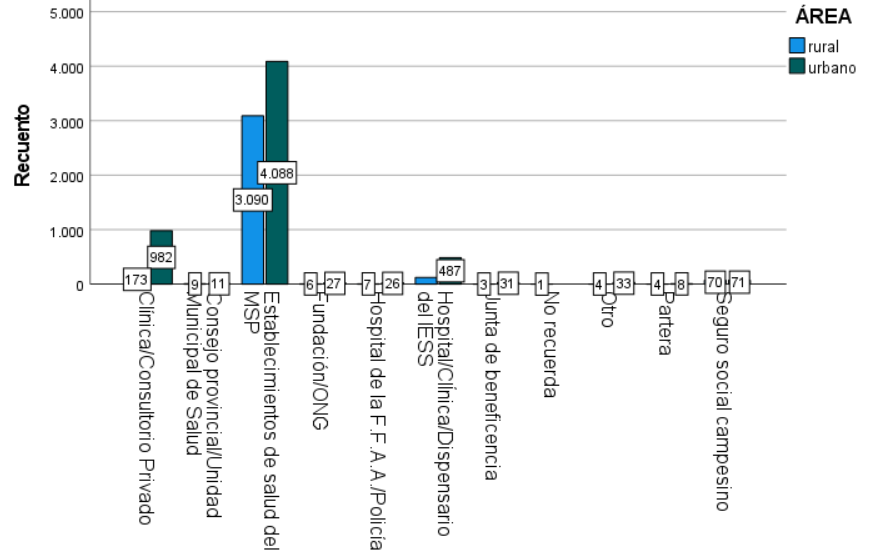 ÁREA
rural
urbano
Recuento
5.000
4.000
3.000
2.000
1.000
0
173
982
9
11
3.090
4.088
6
27
7
26
487
3
31
1
4
33
4
8
70
71
Clínica/Consultorio Privado
Consejo provincial/Unidad
Municipal de Salud
Establecimientos de salud del
MSP
Fundación/ONG
Hospital de la F.F.A.A./Policía
Hospital/Clínica/Dispensario
del IESS
Junta de beneficencia
No recuerda
Otro
Partera
Seguro social campesino